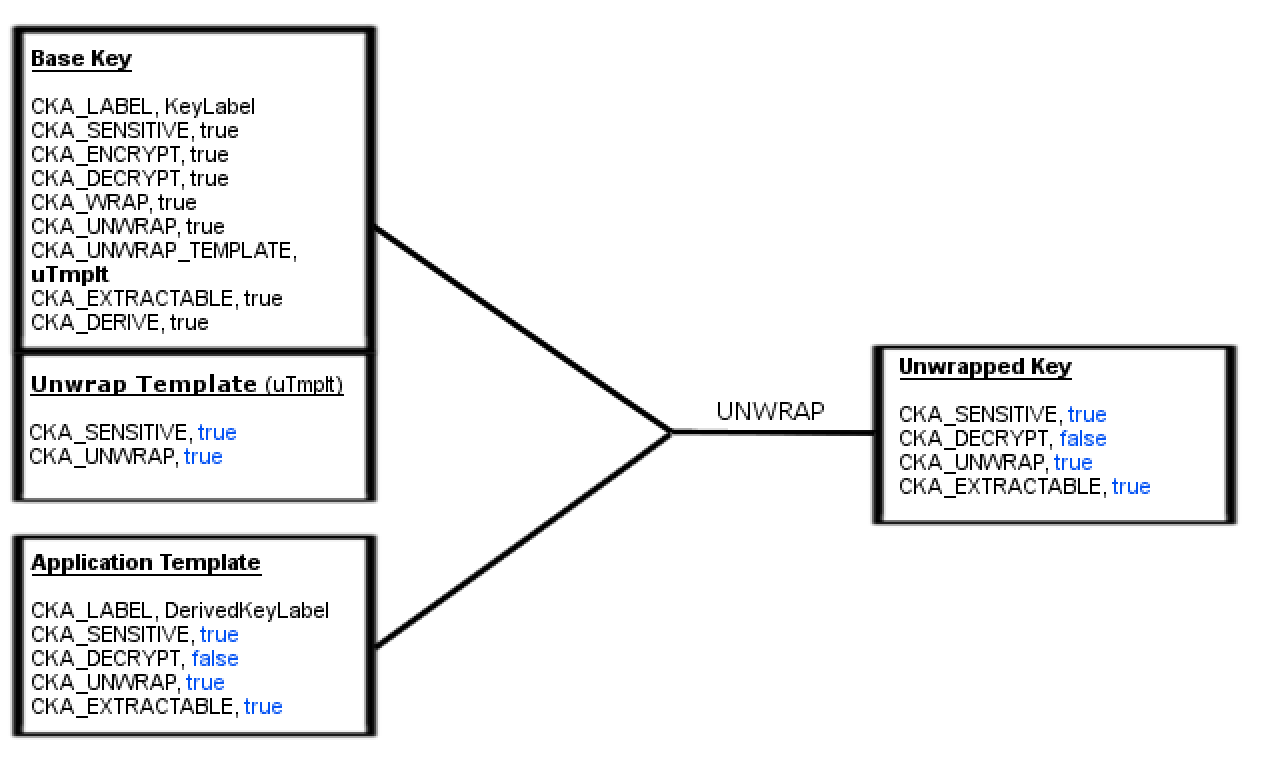 Base Key
CKA_LABEL, KeyLabel
CKA_SENSITIVE, true
CKA_ENCRYPT, true
CKA_DECRYPT, true
CKA_WRAP, true
CKA_UNWRAP, true
CKA_UNWRAP_TEMPLATE,
uTmplt
CKA_EXTRACTABLE, true
CKA_DERIVE, true
Unwrap Template (uTmplt)
CKA_SENSITIVE, true
CKA_UNWRAP, true
Application Template
CKA_LABEL, DerivedKeyLabel
CKA_SENSITIVE, true
CKA_DECRYPT, false
CKA_UNWRAP, true
CKA_EXTRACTABLE, true
UNWRAP
Unwrapped Key
CKA_SENSITIVE, true
CKA_DECRYPT, false
CKA_UNWRAP, true
CKA_EXTRACTABLE, true